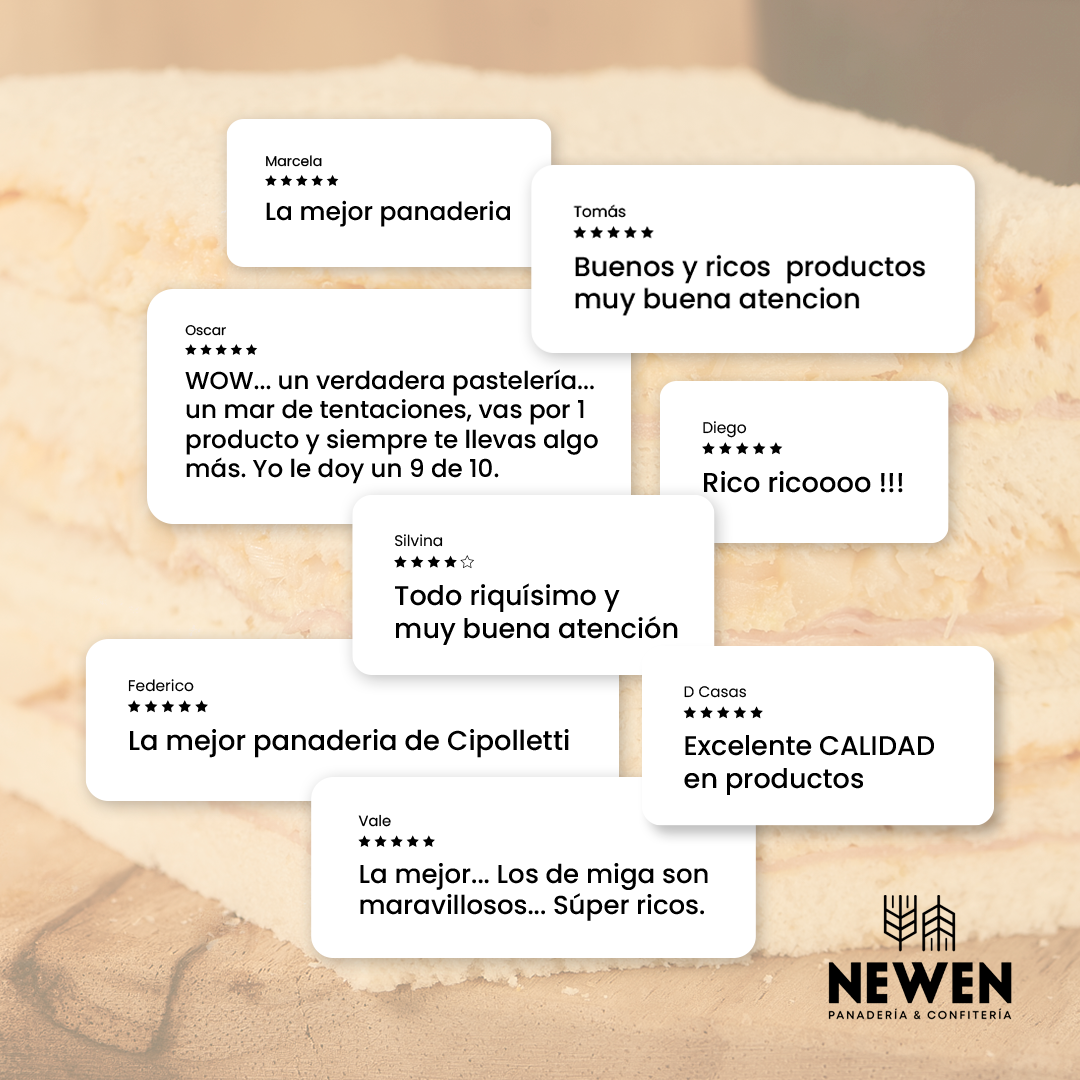 Marcela
★★★★★
La mejor panaderia
Tomás
★★★★★
Buenos y ricos  productos
muy buena atencion
Oscar
★★★★★
WOW... un verdadera pastelería...
un mar de tentaciones, vas por 1
producto y siempre te llevas algo
más. Yo le doy un 9 de 10.
Diego
★★★★★
Rico ricoooo !!!
Silvina
★★★★☆
Todo riquísimo y
muy buena atención
Federico
★★★★★
La mejor panaderia de Cipolletti
D Casas
★★★★★
Excelente CALIDAD
en productos
Vale
★★★★★
La mejor... Los de miga son
maravillosos... Súper ricos.
NEWEN
PANADERÍA & CONFITERÍA